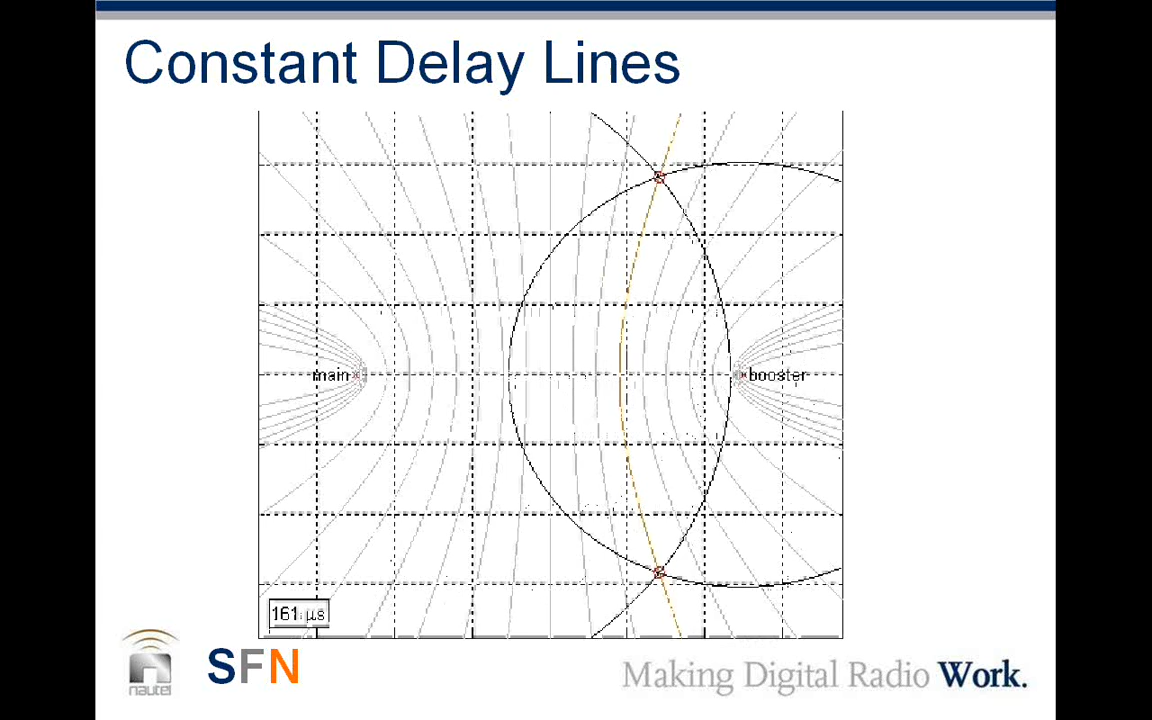 Constant Delay Lines
main
booster
161 µs
nautel
SFN
Making Digital Radio Work.